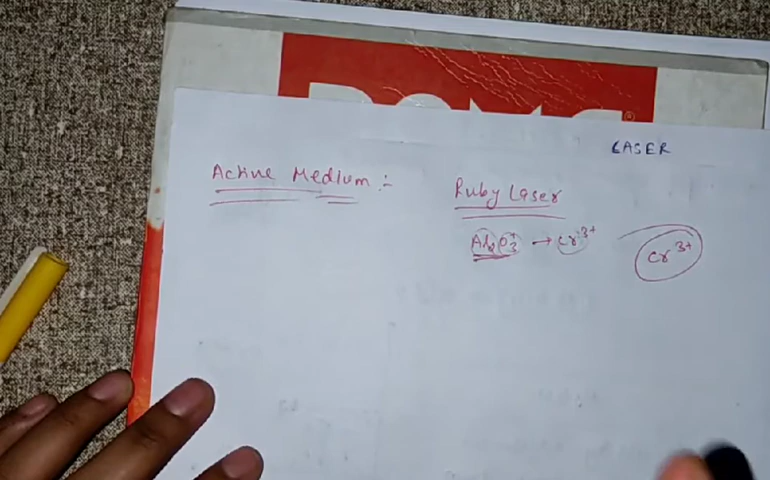 LASER
Active Medium :-
Ruby Laser
Al₂O₃ → Cr³⁺
Cr³⁺